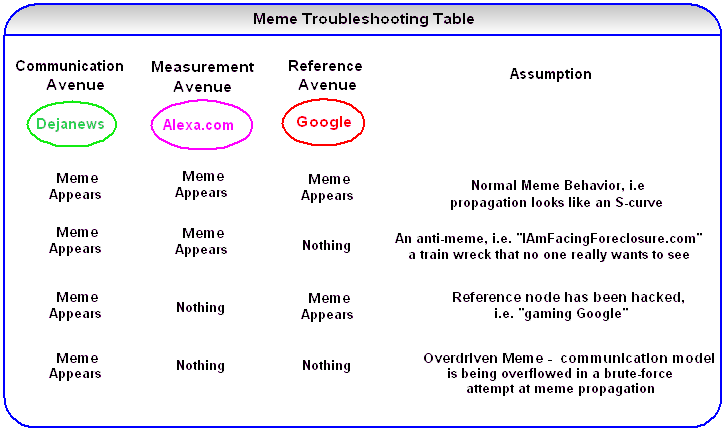 Meme Troubleshooting Table
Communication Avenue
Measurement Avenue
Reference Avenue
Assumption
Dejanews
Alexa.com
Google
Meme Appears
Meme Appears
Meme Appears
Normal Meme Behavior, i.e
propagation looks like an S-curve
Meme Appears
Meme Appears
Nothing
An anti-meme, i.e. "IAmFacingForeclosure.com"
a train wreck that no one really wants to see
Meme Appears
Nothing
Meme Appears
Reference node has been hacked,
i.e. "gaming Google"
Meme Appears
Nothing
Nothing
Overdriven Meme - communication model
is being overflowed in a brute-force
attempt at meme propagation